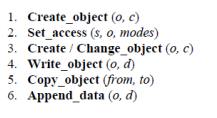 1. Create_object (o, c)
2. Set_access (s, o, modes)
3. Create / Change_object (o, c)
4. Write_object (o, d)
5. Copy_object (from, to)
6. Append_data (o, d)